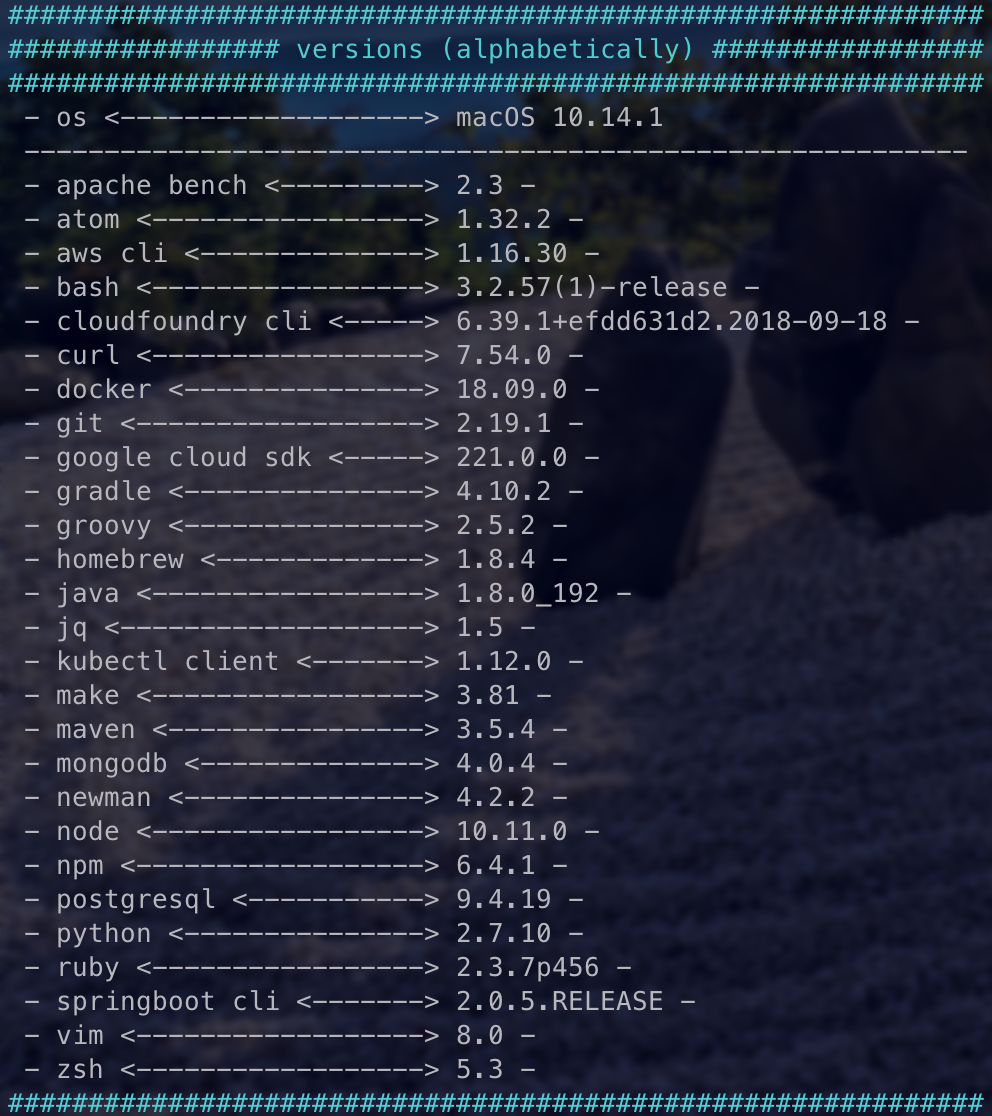 #############################################################
################# versions (alphabetically) #################
#############################################################
 - os <-------------------> macOS 10.14.1
 -----------------------------------------------------------
 - apache bench <---------> 2.3 -
 - atom <-----------------> 1.32.2 -
 - aws cli <--------------> 1.16.30 -
 - bash <-----------------> 3.2.57(1)-release -
 - cloudfoundry cli <-----> 6.39.1+efdd631d2.2018-09-18 -
 - curl <-----------------> 7.54.0 -
 - docker <---------------> 18.09.0 -
 - git <------------------> 2.19.1 -
 - google cloud sdk <-----> 221.0.0 -
 - gradle <---------------> 4.10.2 -
 - groovy <---------------> 2.5.2 -
 - homebrew <-------------> 1.8.4 -
 - java <-----------------> 1.8.0_192 -
 - jq <-------------------> 1.5 -
 - kubectl client <-------> 1.12.0 -
 - make <-----------------> 3.81 -
 - maven <----------------> 3.5.4 -
 - mongodb <--------------> 4.0.4 -
 - newman <---------------> 4.2.2 -
 - node <-----------------> 10.11.0 -
 - npm <------------------> 6.4.1 -
 - postgresql <-----------> 9.4.19 -
 - python <---------------> 2.7.10 -
 - ruby <-----------------> 2.3.7p456 -
 - springboot cli <-------> 2.0.5.RELEASE -
 - vim <------------------> 8.0 -
 - zsh <------------------> 5.3 -
#############################################################